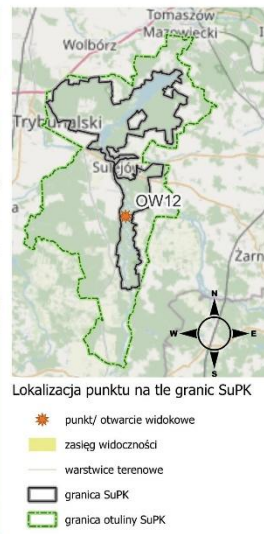 Tomaszów
Mazowiecki
Wolbórz
Trybunalski
Sulejów
OW12
Żarn
a
N
W
E
S
Lokalizacja punktu na tle granic SuPK
punkt/ otwarcie widokowe
zasięg widoczności
warstwice terenowe
granica SuPK
granica otuliny SuPK